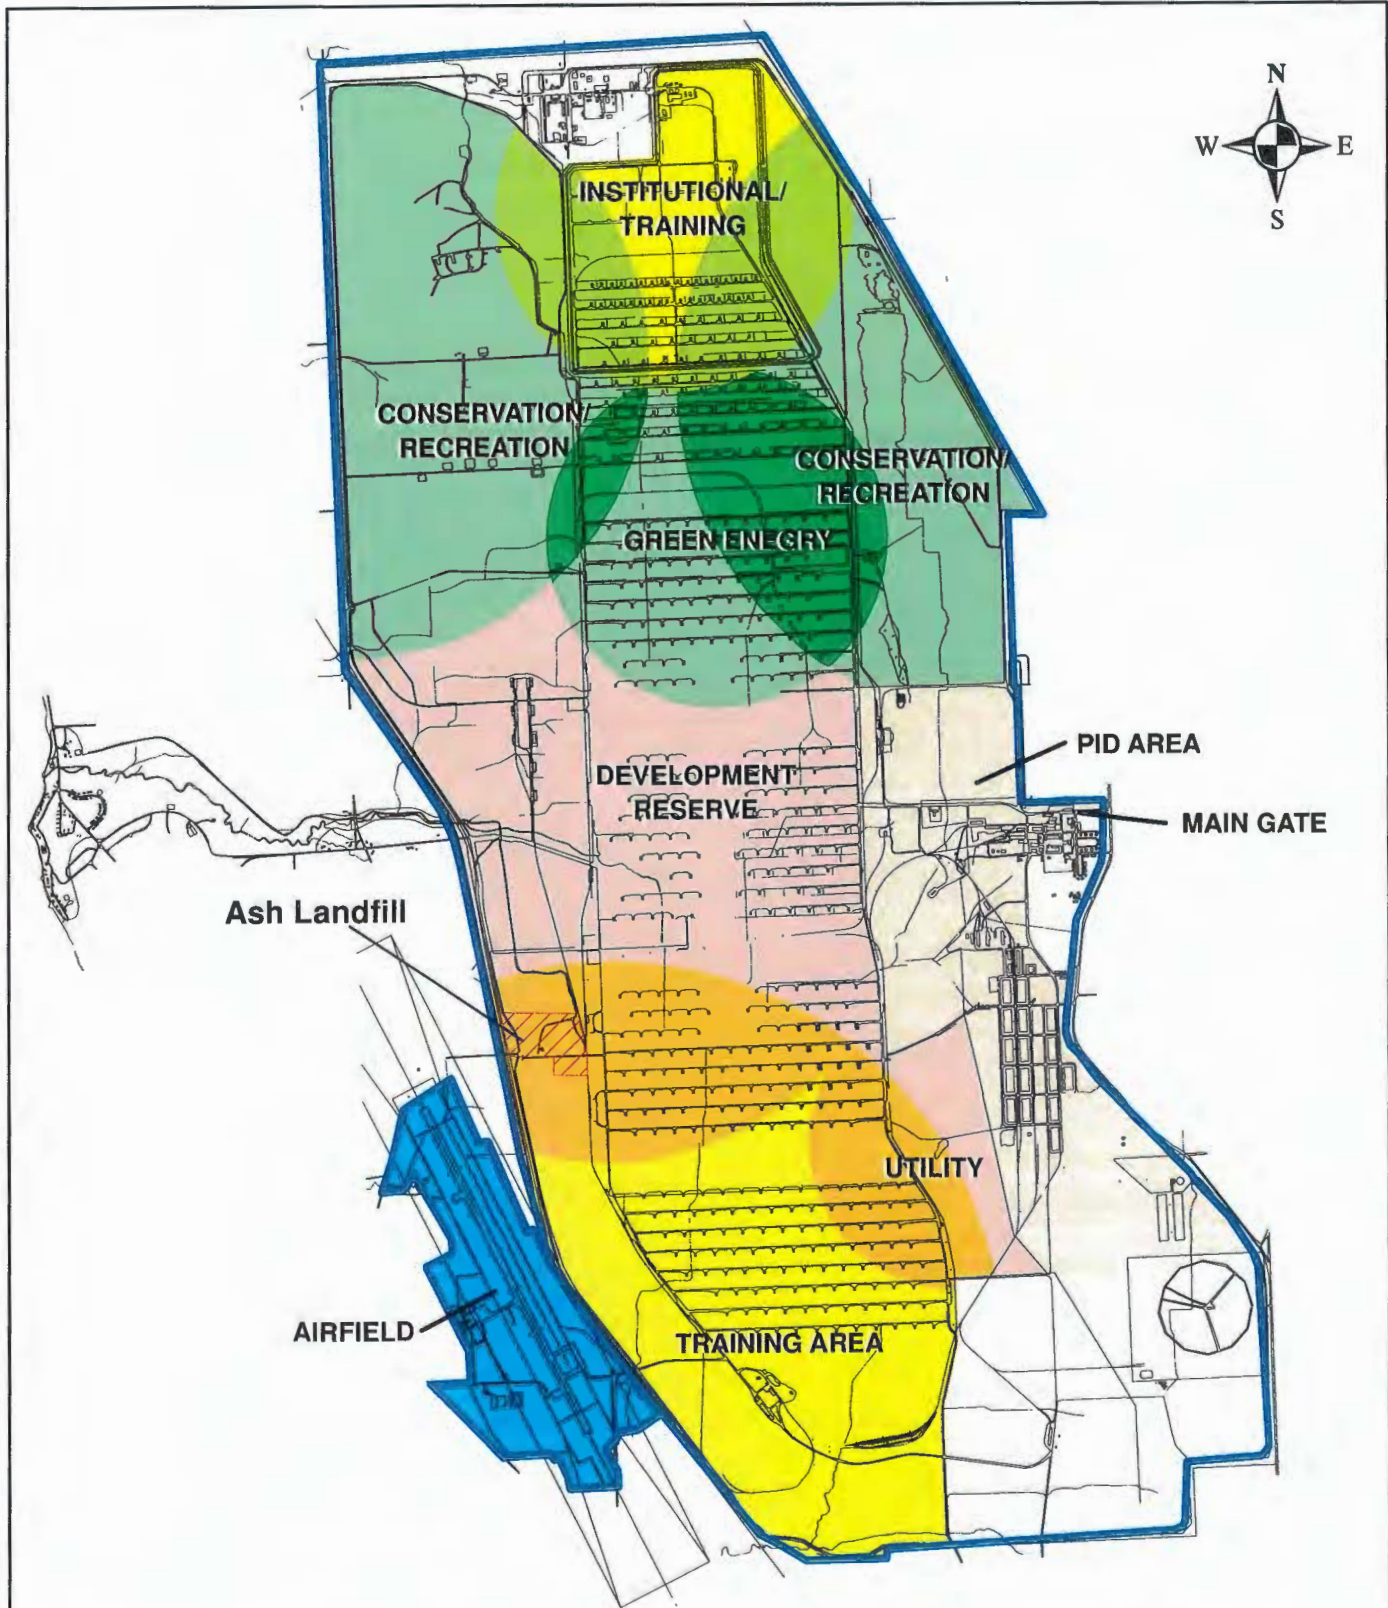 N
W E
S
INSTITUTIONAL/
TRAINING
CONSERVATION/
RECREATION
CONSERVATION/
RECREATION
GREEN ENEGRY
PID AREA
DEVELOPMENT
RESERVE
MAIN GATE
Ash Landfill
UTILITY
AIRFIELD
TRAINING AREA